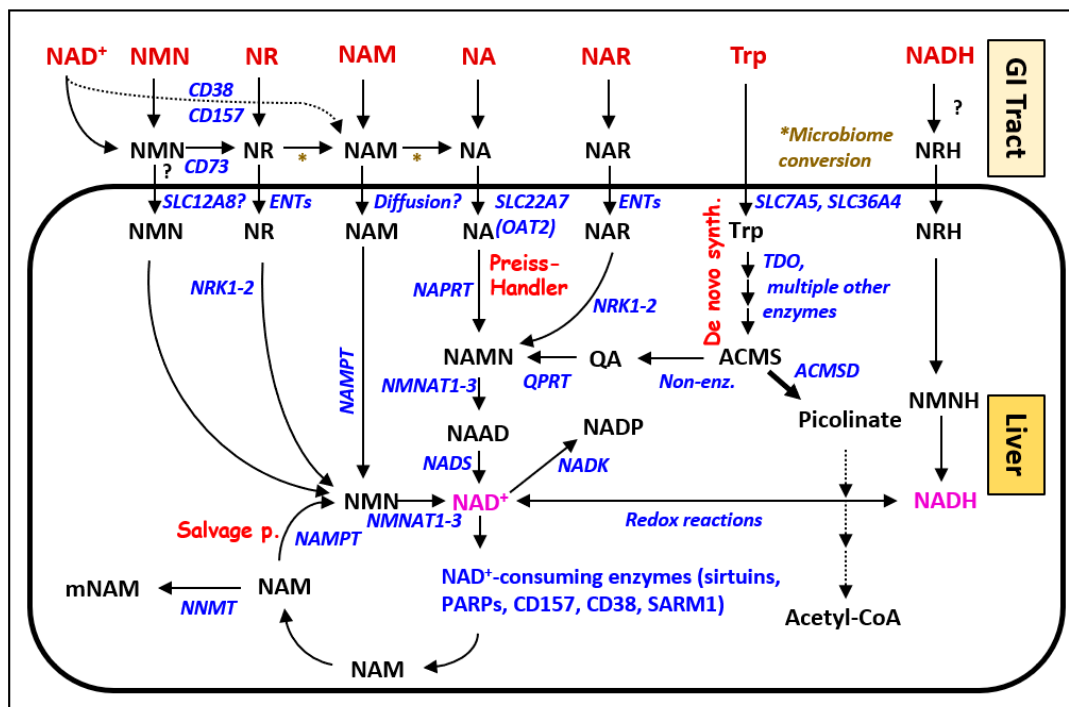 NAD⁺ NMN NR NAM NA NAR Trp NADH
GI Tract
CD38
CD157
?
*Microbiome
conversion
NMN NR NAM NA NAR NRH
? CD73 * *
SLC12A8? ENTs Diffusion? SLC22A7 ENTs SLC7A5, SLC36A4
(OAT2)
NMN NR NAM NA NAR Trp NRH
De novo synth.
Preiss-
Handler
TDO,
multiple other
enzymes
NRK1-2 NAPRT NRK1-2
NAMPT
NAMN QA ACMS
NMNAT1-3 QPRT Non-enz. ACMSD
Picolinate NMNH
Liver
NAAD NADP
NADS NADK
NMN NAD⁺ NADH
NMNAT1-3 Redox reactions
Salvage p. NAMPT
mNAM NAM
NNMT
NAD⁺-consuming enzymes (sirtuins,
PARPs, CD157, CD38, SARM1)
Acetyl-CoA
NAM